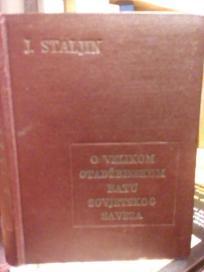 J. STALJIN
O VELIKOM
OTADŽBINSKOM
RATU
SOVJETSKOG
SAVEZA